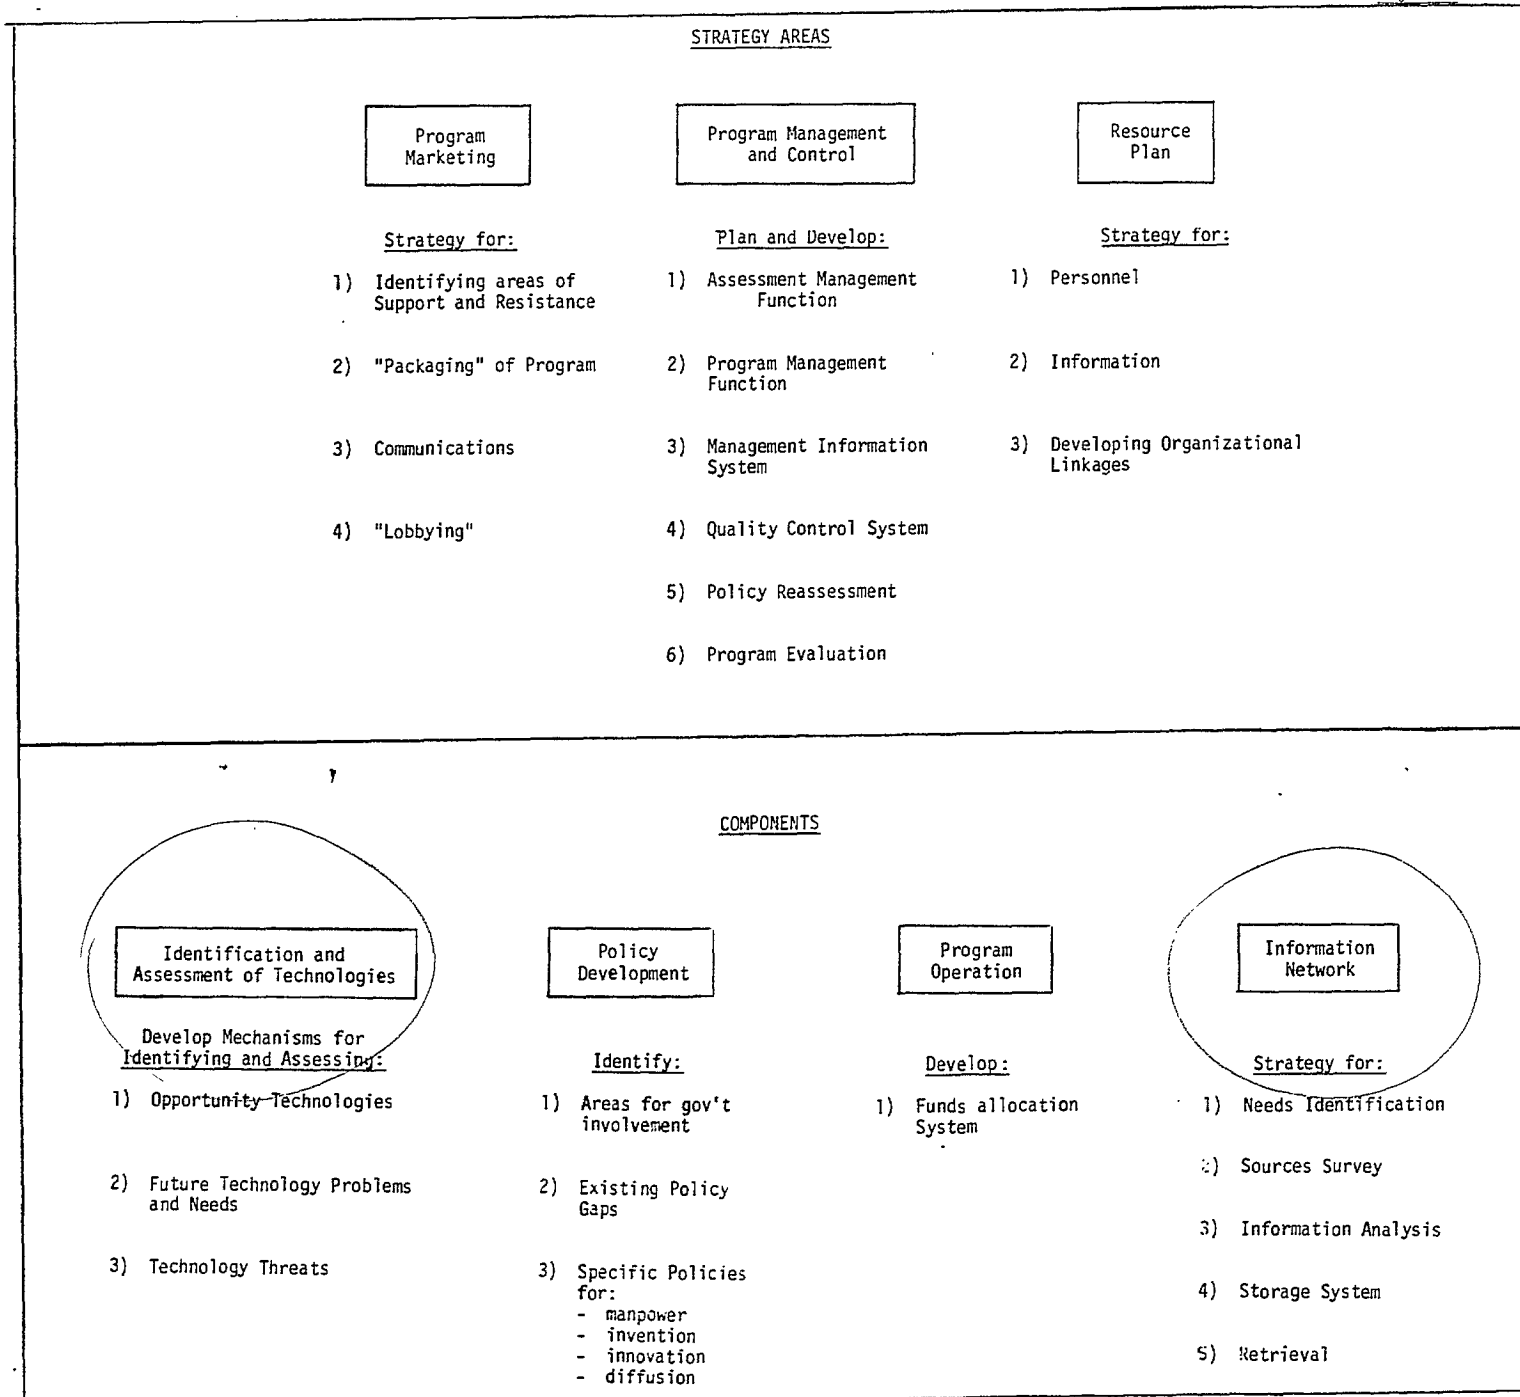 STRATEGY AREAS
Program
Marketing
Strategy for:
1) Identifying areas of
Support and Resistance
2) "Packaging" of Program
3) Communications
4) "Lobbying"
Program Management
and Control
Plan and Develop:
1) Assessment Management
Function
2) Program Management
Function
3) Management Information
System
4) Quality Control System
5) Policy Reassessment
6) Program Evaluation
Resource
Plan
Strategy for:
1) Personnel
2) Information
3) Developing Organizational
Linkages
COMPONENTS
Identification and
Assessment of Technologies
Develop Mechanisms for
Identifying and Assessing:
1) Opportunity Technologies
2) Future Technology Problems
and Needs
3) Technology Threats
Policy
Development
Identify:
1) Areas for gov't
involvement
2) Existing Policy
Gaps
3) Specific Policies
for:
- manpower
- invention
- innovation
- diffusion
Program
Operation
Develop:
1) Funds allocation
System
Information
Network
Strategy for:
1) Needs Identification
2) Sources Survey
3) Information Analysis
4) Storage System
5) Retrieval